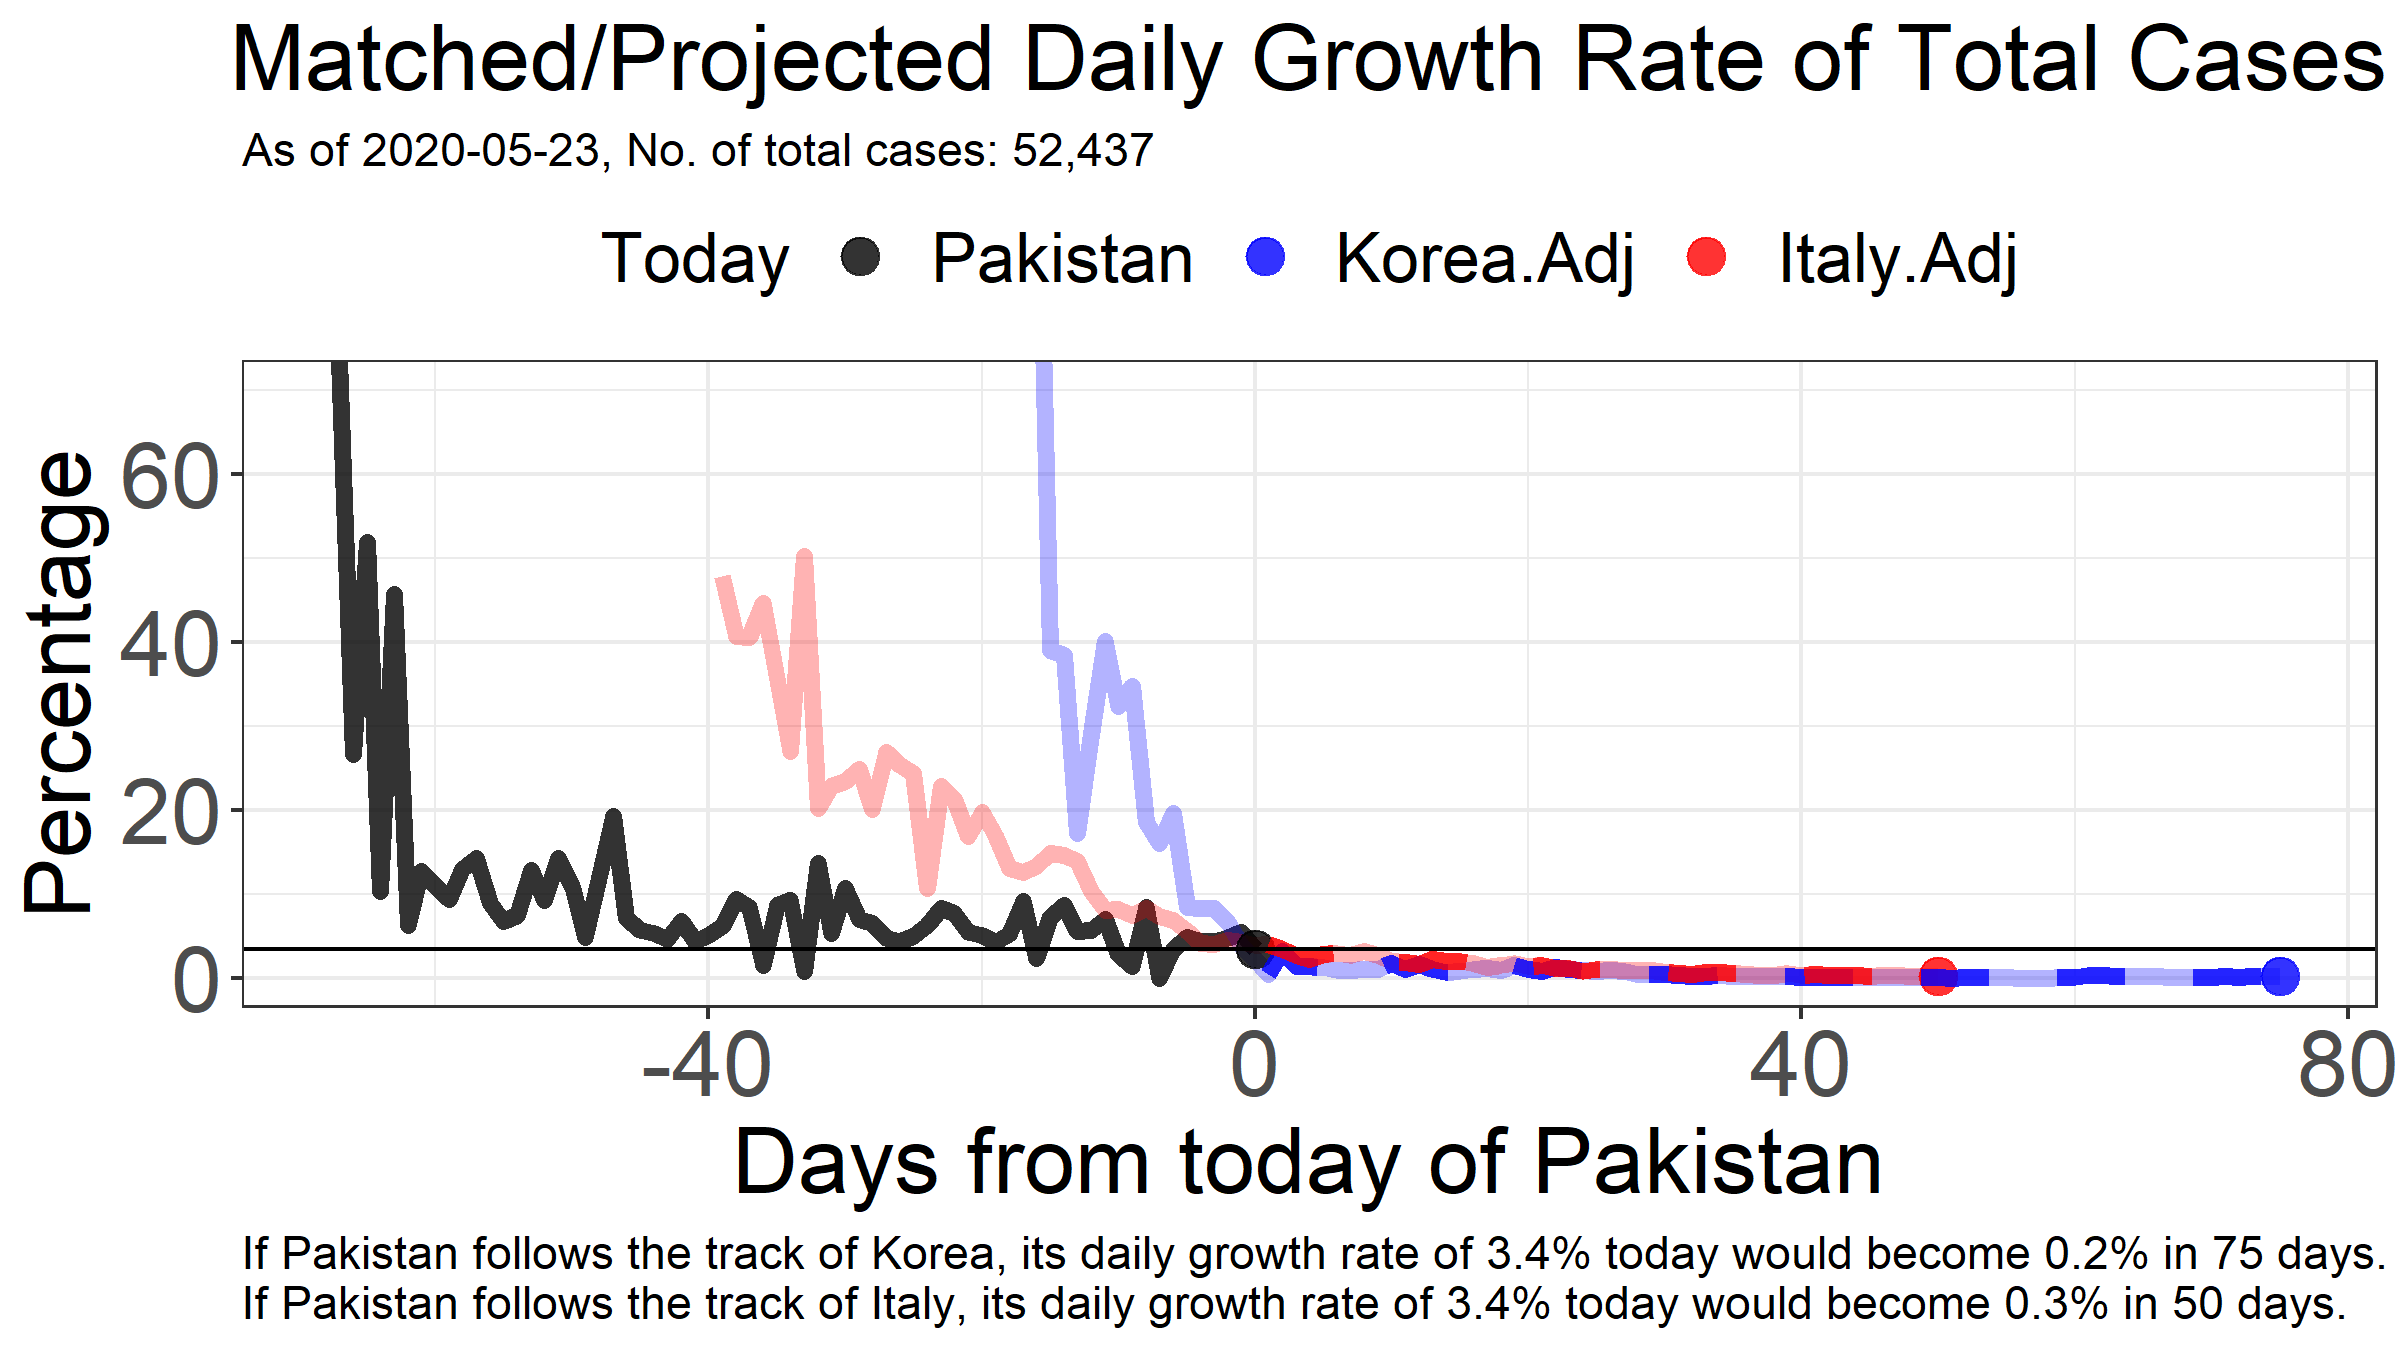 Matched/Projected Daily Growth Rate of Total Cases
As of 2020-05-23, No. of total cases: 52,437
Today Pakistan Korea.Adj Italy.Adj
Percentage
60
40
20
0
-40 0 40 80
Days from today of Pakistan
If Pakistan follows the track of Korea, its daily growth rate of 3.4% today would become 0.2% in 75 days.
If Pakistan follows the track of Italy, its daily growth rate of 3.4% today would become 0.3% in 50 days.